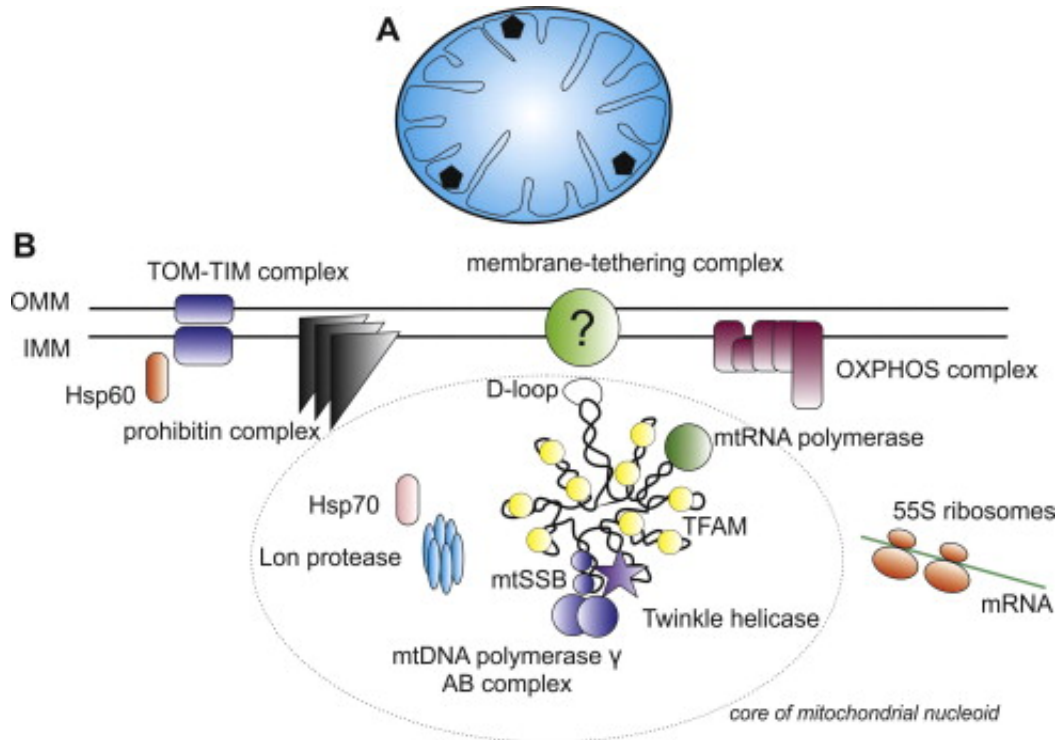 A
B
TOM-TIM complex
membrane-tethering complex
OMM
?
IMM
OXPHOS complex
Hsp60
D-loop
prohibitin complex
mtRNA polymerase
Hsp70
55S ribosomes
TFAM
Lon protease
mtSSB
mRNA
Twinkle helicase
mtDNA polymerase γ
AB complex
core of mitochondrial nucleoid